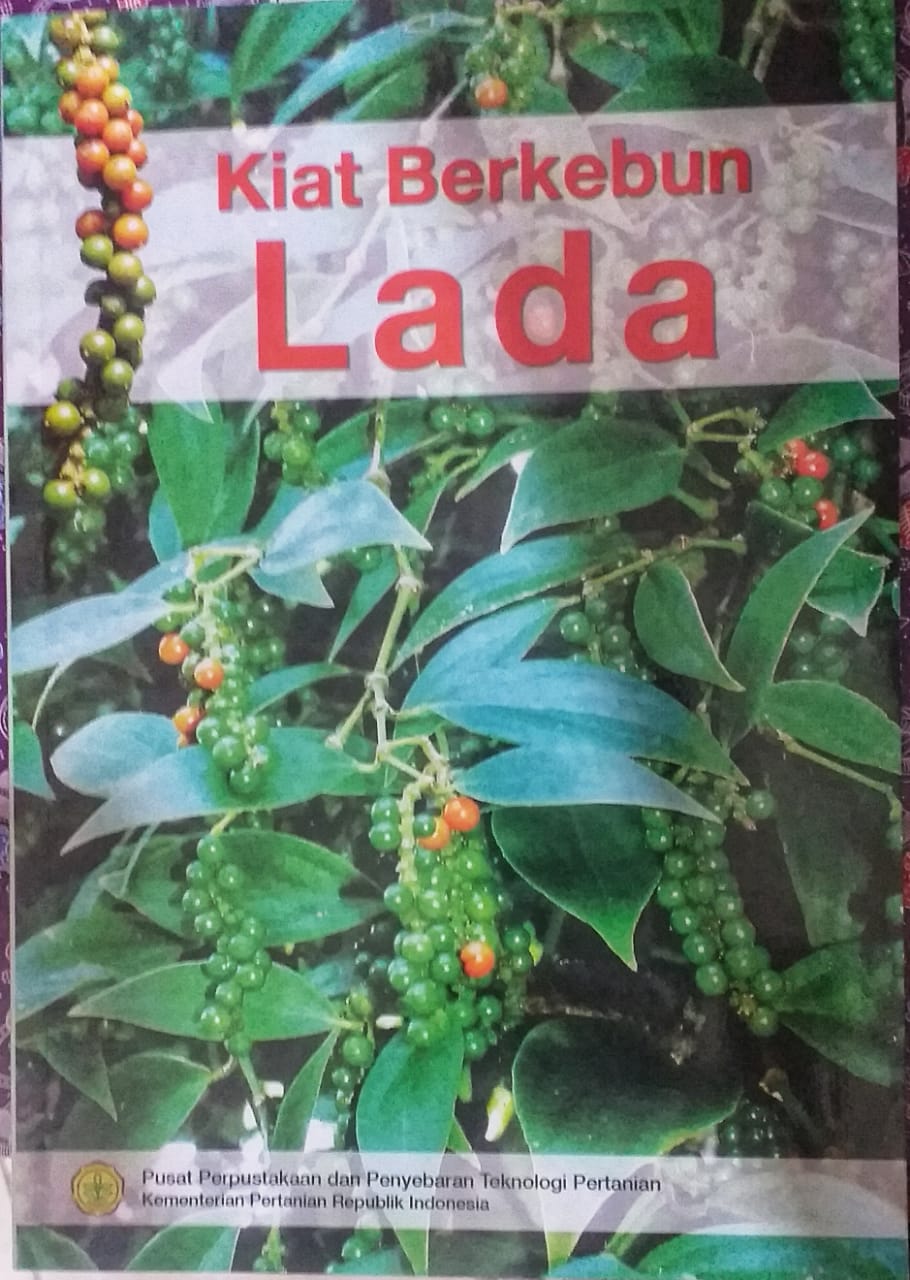 Kiat Berkebun
Lada
Pusat Perpustakaan dan Penyebaran Teknologi Pertanian
Kementerian Pertanian Republik Indonesia